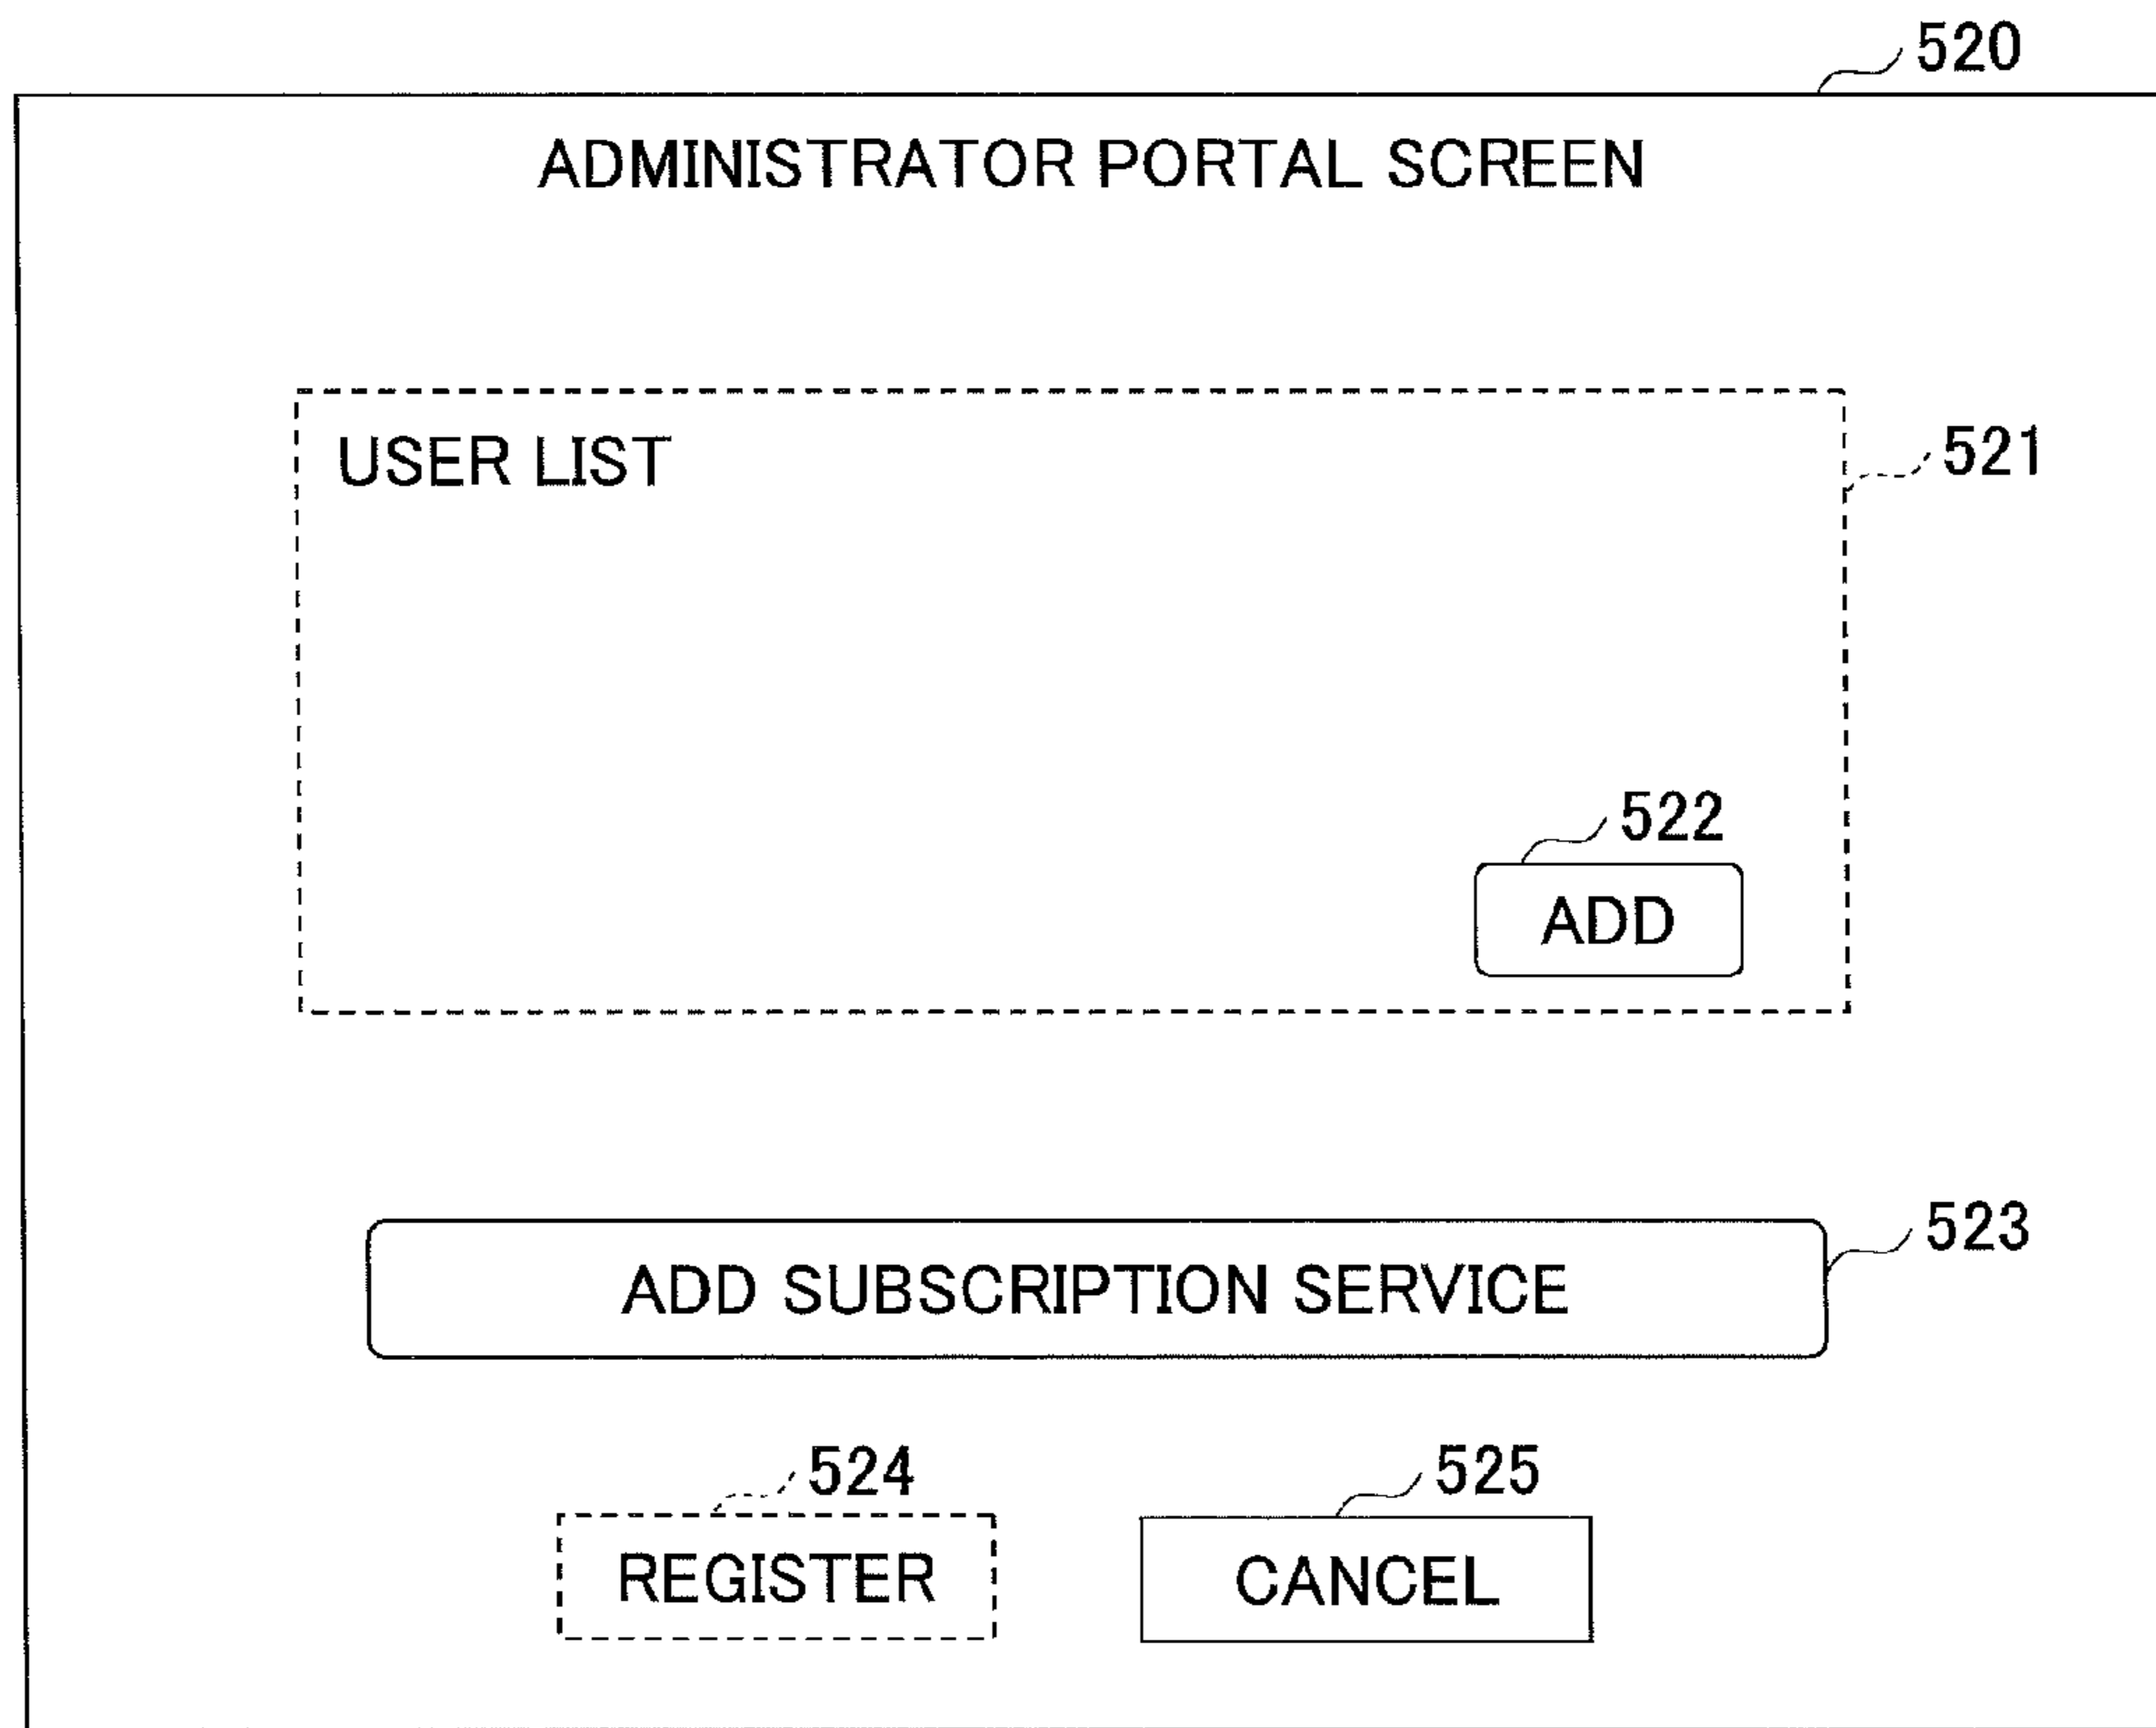 520
ADMINISTRATOR PORTAL SCREEN
USER LIST
521
522
ADD
523
ADD SUBSCRIPTION SERVICE
524
525
REGISTER
CANCEL